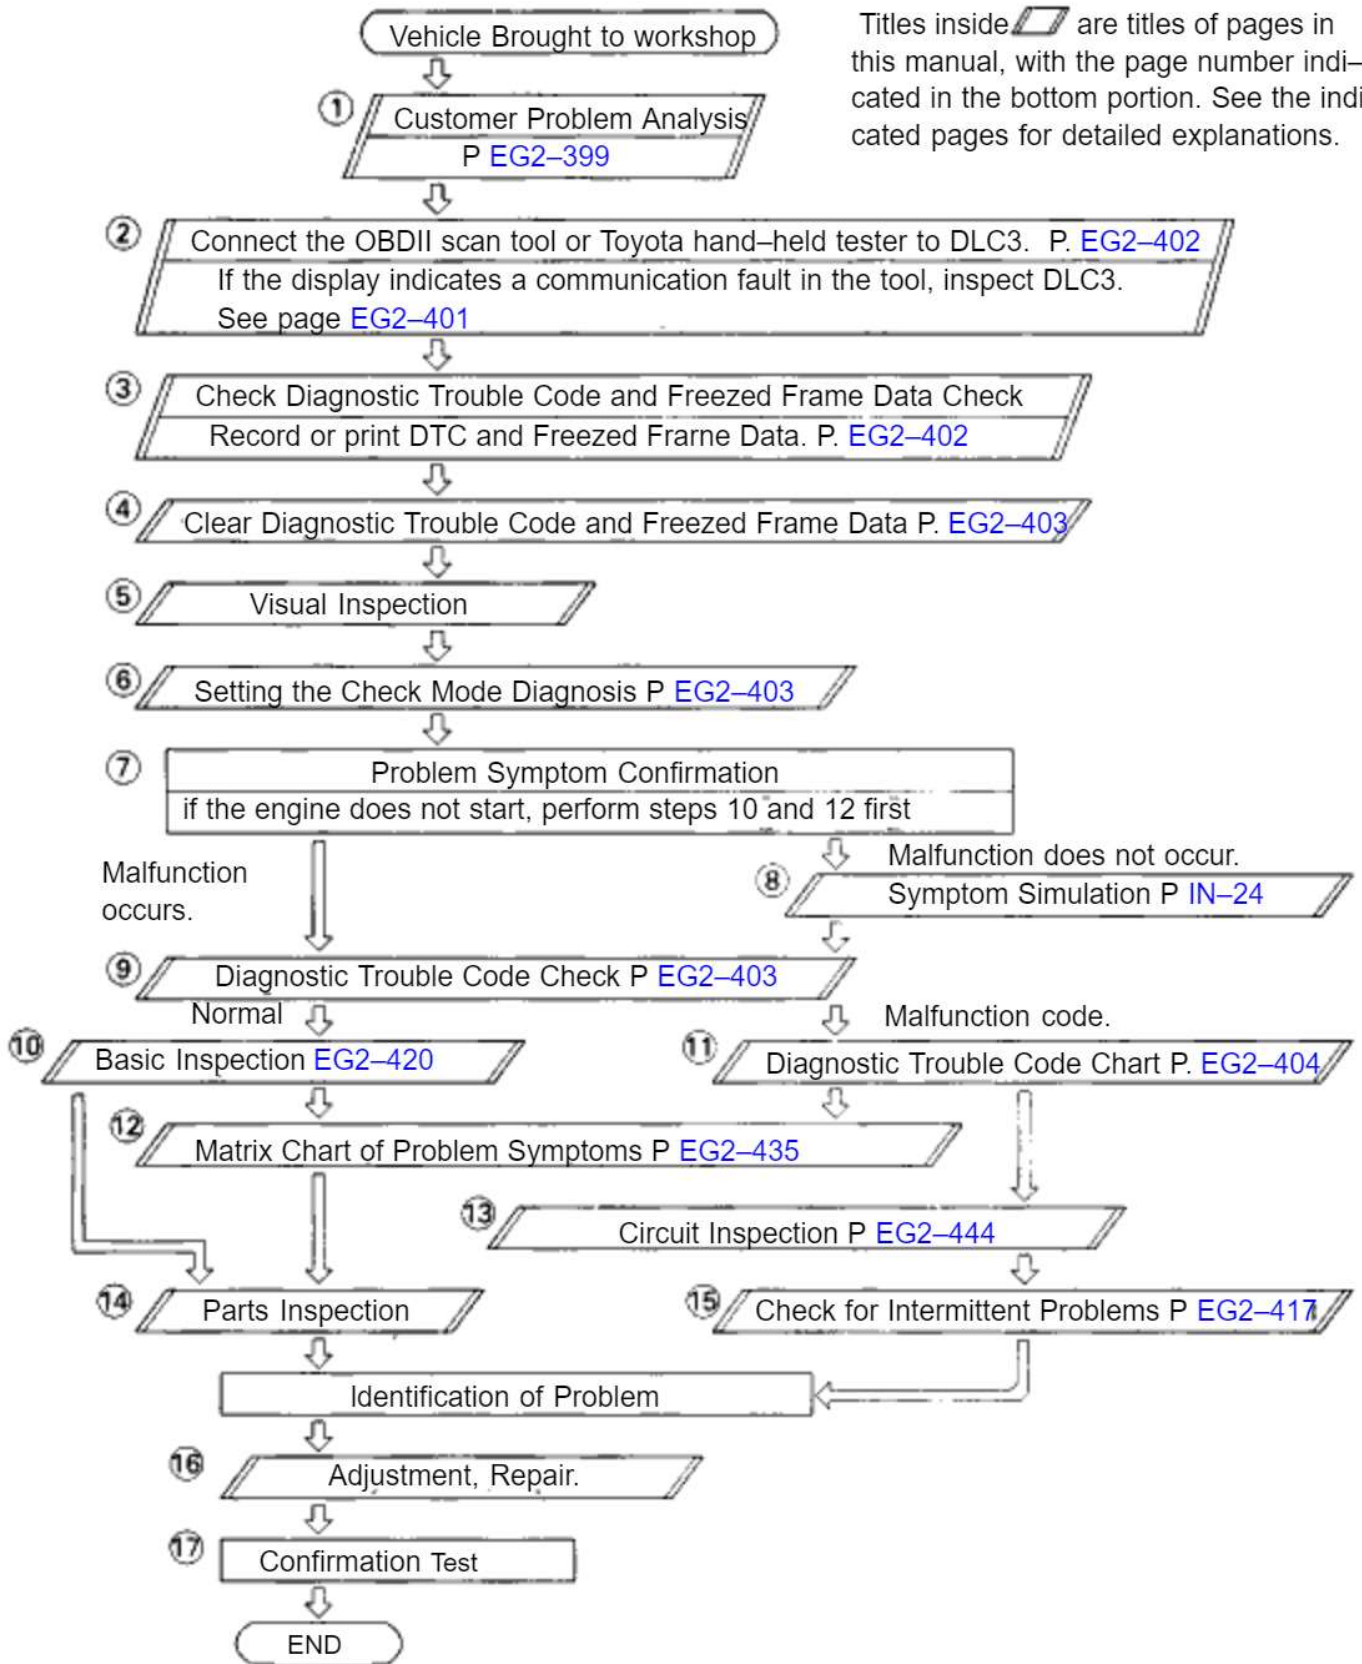 Vehicle Brought to workshop
Titles inside are titles of pages in
this manual, with the page number indi–
cated in the bottom portion. See the indi
cated pages for detailed explanations.
1
Customer Problem Analysis
P EG2–399
2
Connect the OBDII scan tool or Toyota hand–held tester to DLC3. P. EG2–402
If the display indicates a communication fault in the tool, inspect DLC3.
See page EG2–401
3
Check Diagnostic Trouble Code and Freezed Frame Data Check
Record or print DTC and Freezed Frarne Data. P. EG2–402
4
Clear Diagnostic Trouble Code and Freezed Frame Data P. EG2–403
5
Visual Inspection
6
Setting the Check Mode Diagnosis P EG2–403
7
Problem Symptom Confirmation
if the engine does not start, perform steps 10 and 12 first
Malfunction
occurs.
Malfunction does not occur.
8
Symptom Simulation P IN–24
9
Diagnostic Trouble Code Check P EG2–403
Normal
Malfunction code.
10
Basic Inspection EG2–420
11
Diagnostic Trouble Code Chart P. EG2–404
12
Matrix Chart of Problem Symptoms P EG2–435
13
Circuit Inspection P EG2–444
14
Parts Inspection
15
Check for Intermittent Problems P EG2–417
Identification of Problem
16
Adjustment, Repair.
17
Confirmation Test
END